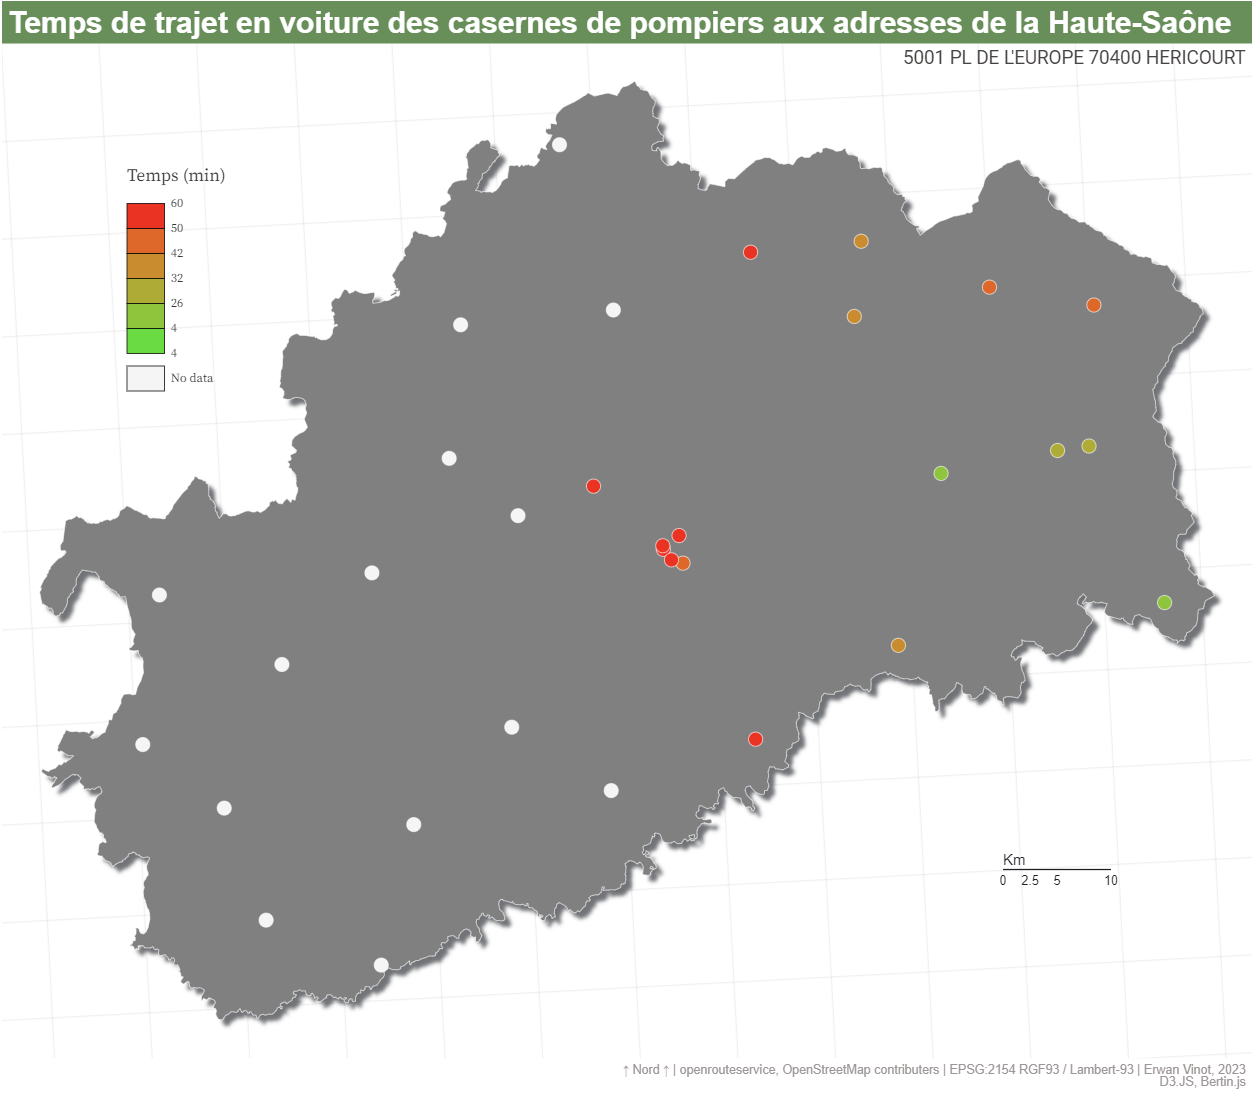 Temps de trajet en voiture des casernes de pompiers aux adresses de la Haute-Saône
5001 PL DE L'EUROPE 70400 HERICOURT
Temps (min)
60
50
42
32
26
4
4
No data
Km
0 2.5 5 10
↑ Nord ↑ | openrouteservice, OpenStreetMap contributers | EPSG:2154 RGF93 / Lambert-93 | Erwan Vinot, 2023
D3.JS, Bertin.js